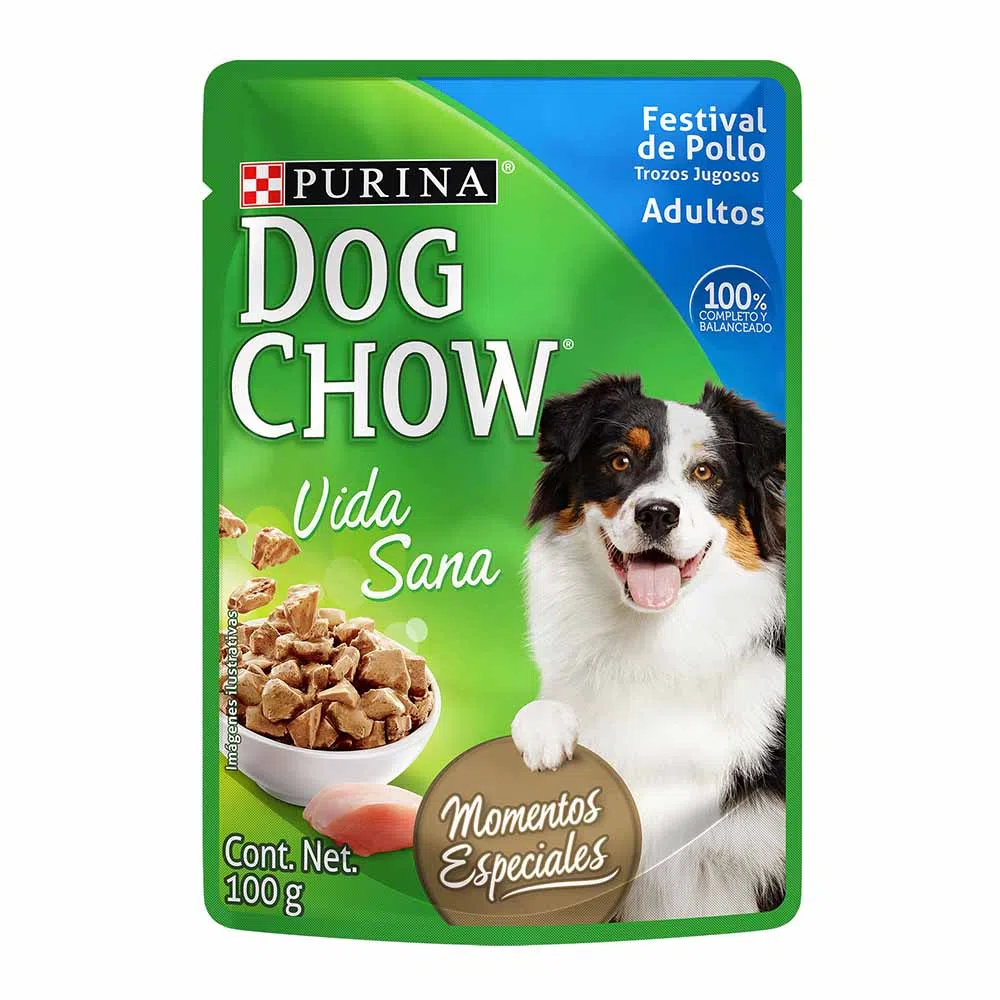 PURINA®
DOG
CHOW®
Vida
Sana
Festival
de Pollo
Trozos Jugosos
Adultos
100%
COMPLETO Y
BALANCEADO
Imágenes ilustrativas
Momentos
Especiales
Cont. Net.
100 g